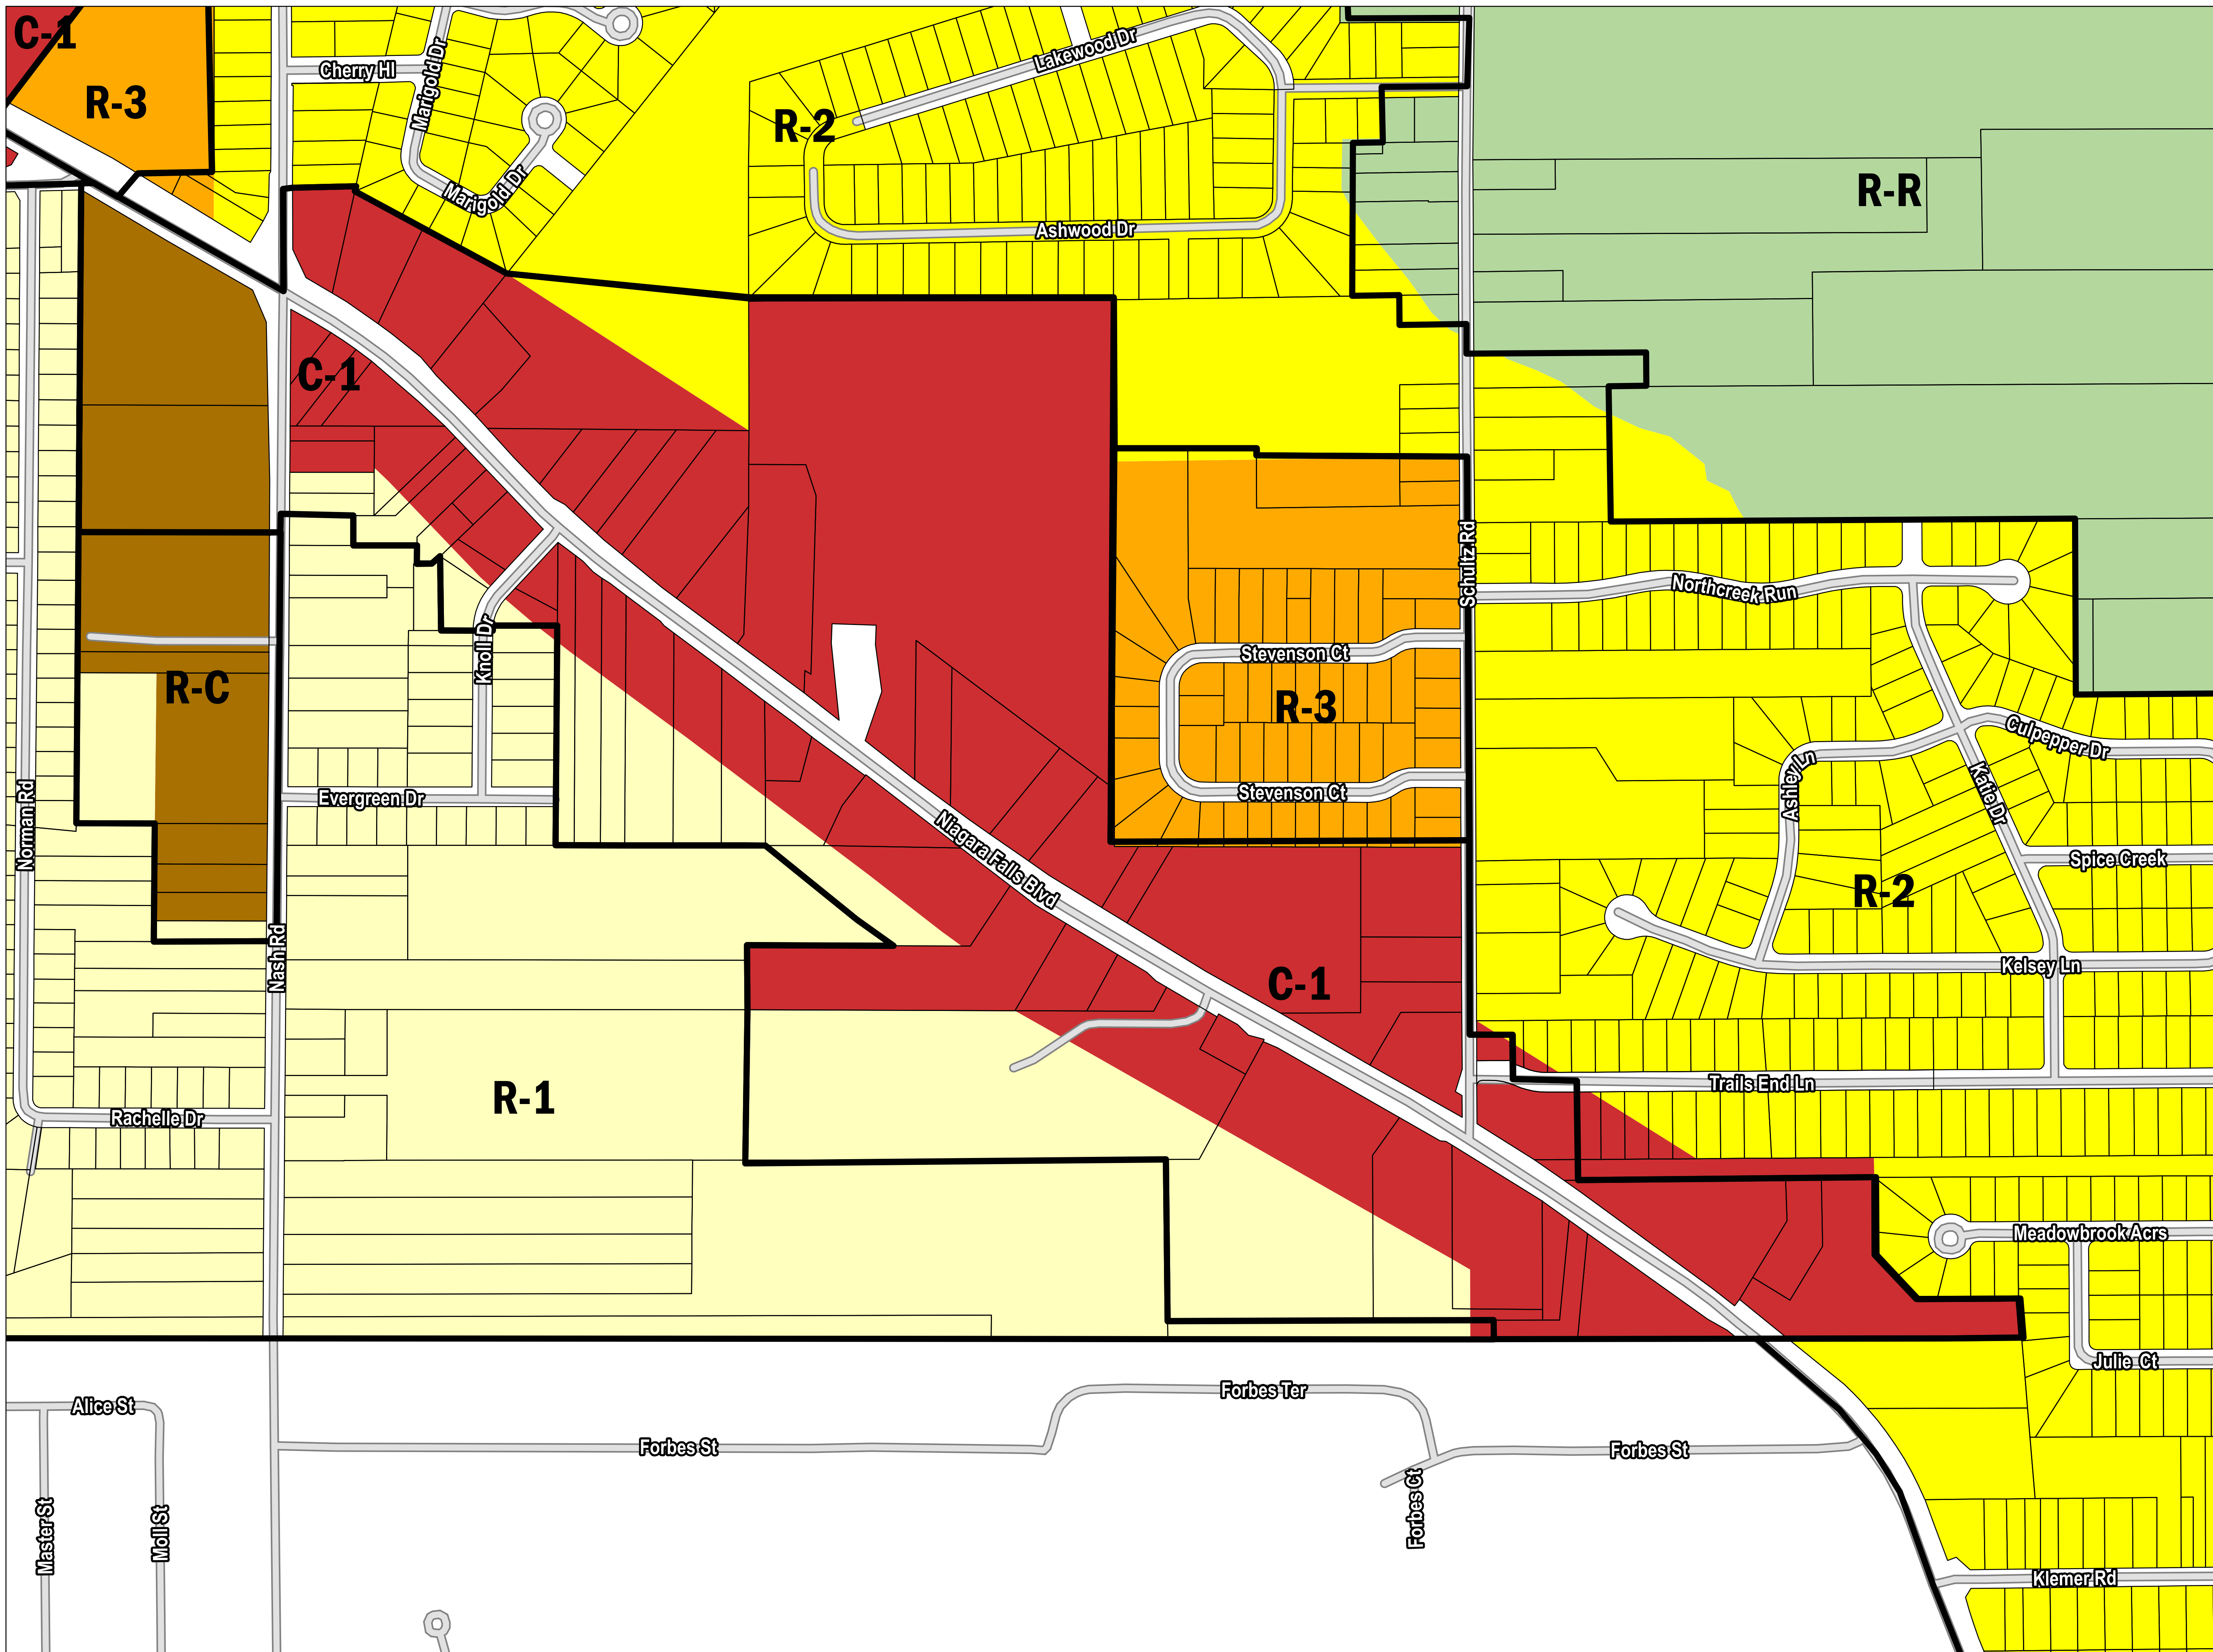 C-1
R-3
Cherry Hl
Marigold Dr
Marigold Dr
Lakewood Dr
R-2
Ashwood Dr
R-R
C-1
Schultz Rd
Northcreek Run
Knoll Dr
Stevenson Ct
R-C
R-3
Stevenson Ct
Culpepper Dr
Ashley Ln
Katie Dr
Norman Rd
Evergreen Dr
Niagara Falls Blvd
Spice Creek
R-2
Nash Rd
C-1
Kelsey Ln
Trails End Ln
R-1
Rachelle Dr
Meadowbrook Acrs
Julie Ct
Alice St
Forbes Ter
Forbes St
Forbes St
Forbes Ct
Master St
Moll St
Klemer Rd